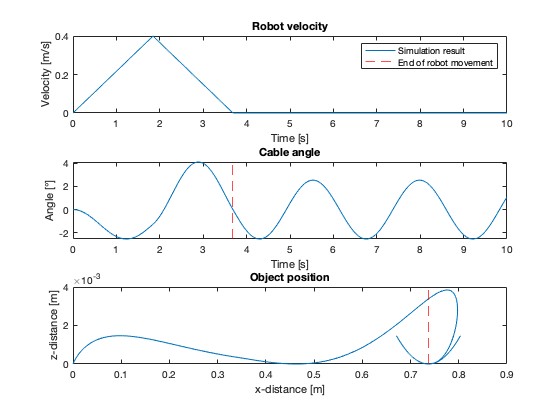 Robot velocity
Velocity [m/s]
0.4
0.2
0
Simulation result
End of robot movement
0 1 2 3 4 5 6 7 8 9 10
Time [s]
Cable angle
Angle [°]
4
2
0
-2
0 1 2 3 4 5 6 7 8 9 10
Time [s]
×10⁻³ Object position
z-distance [m]
4
2
0
0 0.1 0.2 0.3 0.4 0.5 0.6 0.7 0.8 0.9
x-distance [m]